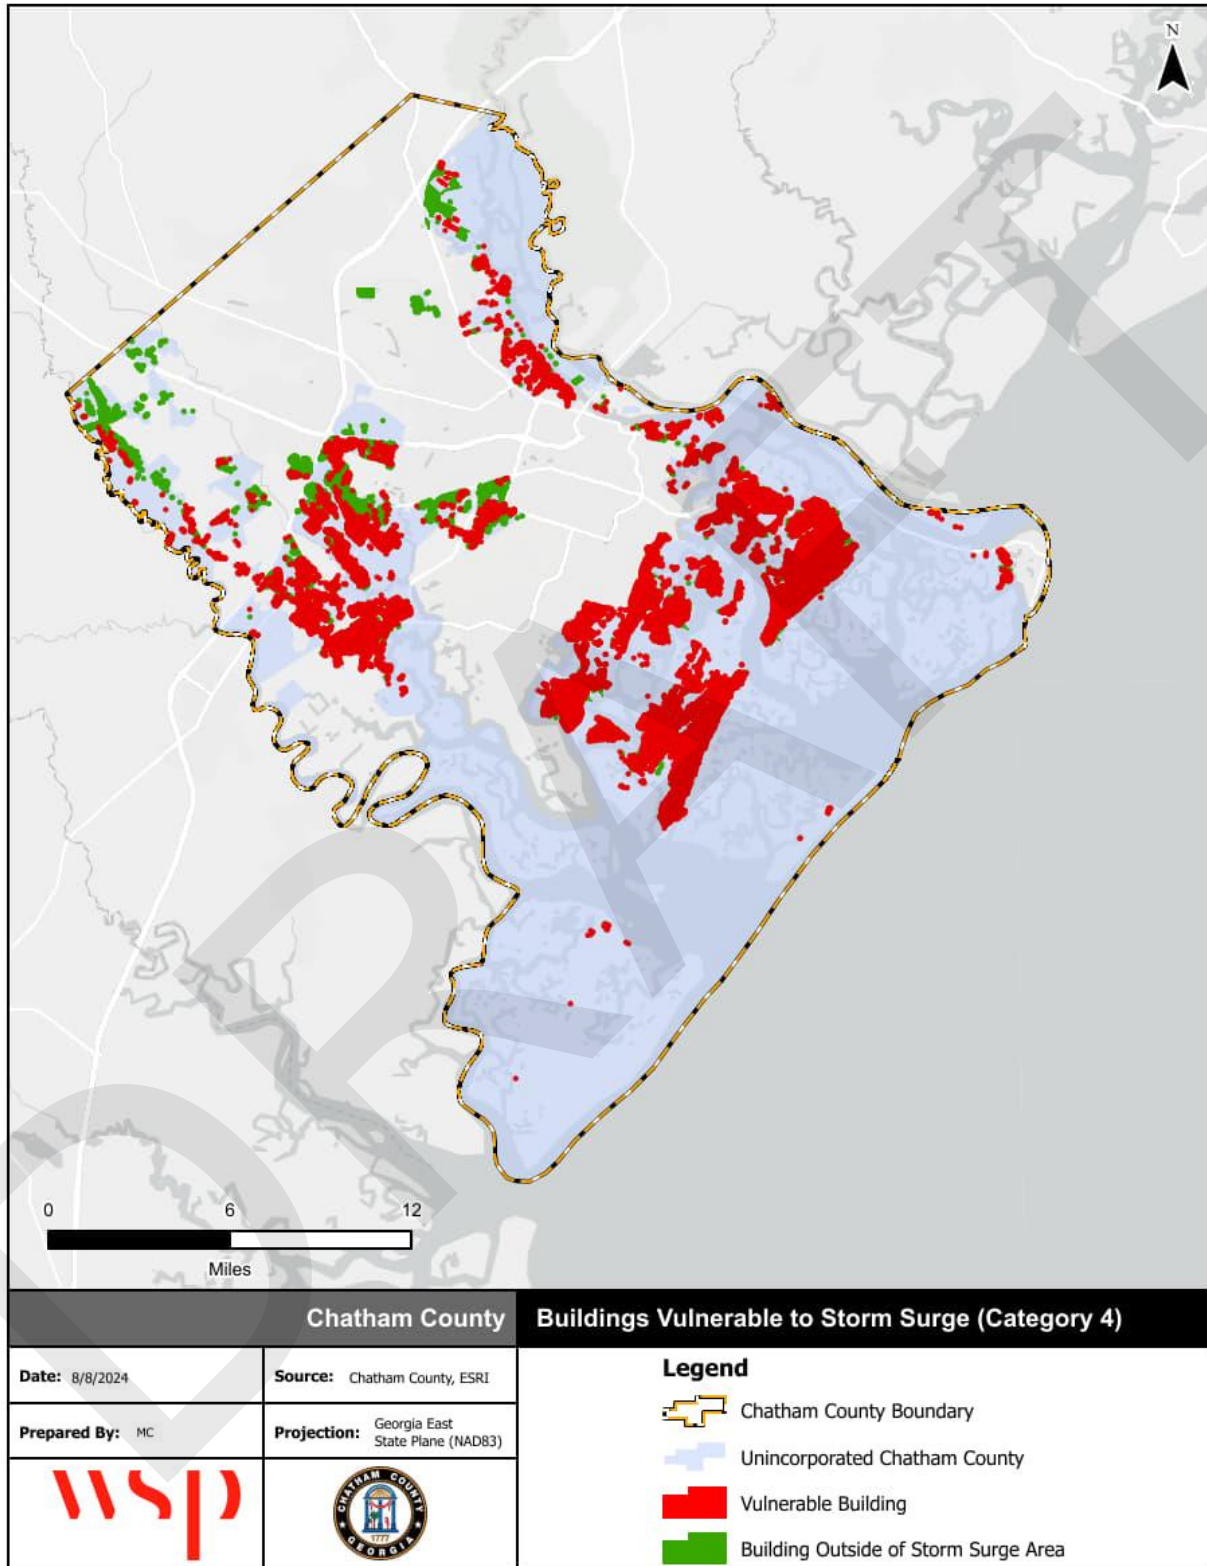 N
DRAFT
0 6 12
Miles
Chatham County
Buildings Vulnerable to Storm Surge (Category 4)
Date: 8/8/2024
Source: Chatham County, ESRI
Prepared By: MC
Projection: Georgia East
State Plane (NAD83)
wsp
CHATHAM COUNTY
1777
GEORGIA
Legend
Chatham County Boundary
Unincorporated Chatham County
Vulnerable Building
Building Outside of Storm Surge Area